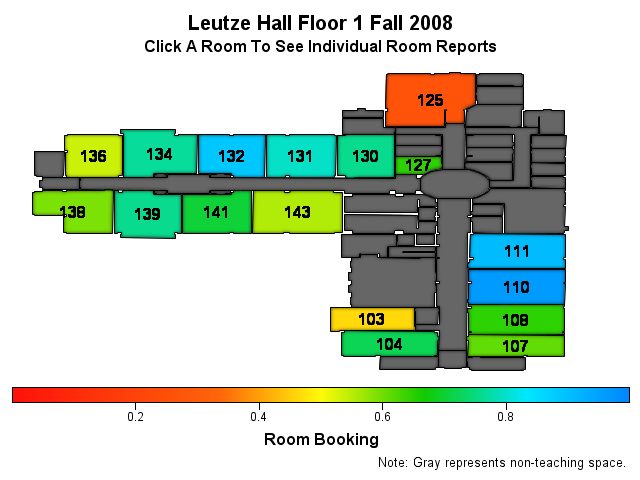 Leutze Hall Floor 1 Fall 2008
Click A Room To See Individual Room Reports
125
136 134 132 131 130
127
138 139 141 143
111
110
103 108
104 107
0.2 0.4 0.6 0.8
Room Booking
Note: Gray represents non-teaching space.